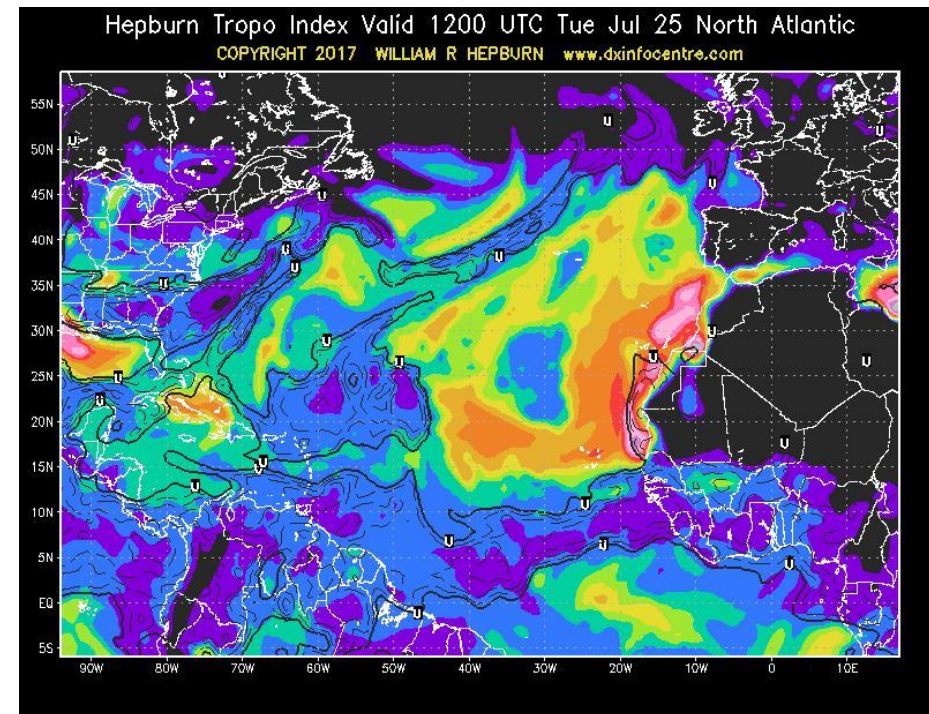 Hepburn Tropo Index Valid 1200 UTC Tue Jul 25 North Atlantic
COPYRIGHT 2017 WILLIAM R HEPBURN www.dxinfocentre.com
55N
U
U
U
50N
U
U
45N
U
40N
U
U
U
35N
U
30N
U
U
U
U
25N
U
U
U
20N
U
15N
U
U
10N
U
U
U
5N
U
EQ
U
5S
90W 80W 70W 60W 50W 40W 30W 20W 10W 0 10E